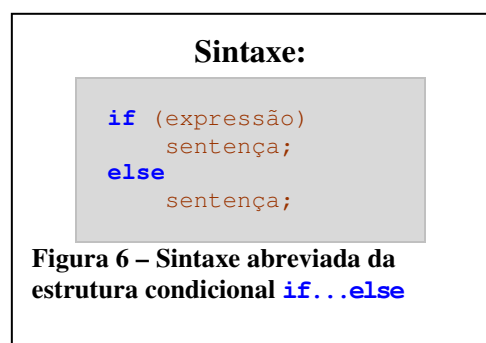 Sintaxe:
if (expressão)
sentença;
else
sentença;
Figura 6 – Sintaxe abreviada da
estrutura condicional if...else